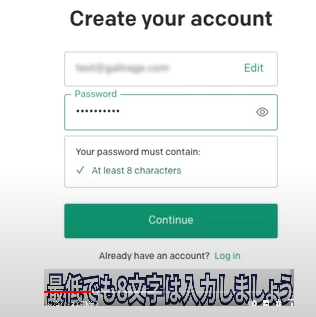 Create your account
Edit
Password
••••••••••
Your password must contain:
✓ At least 8 characters
Continue
Already have an account? Log in
最低でも8文字は入力しましょう